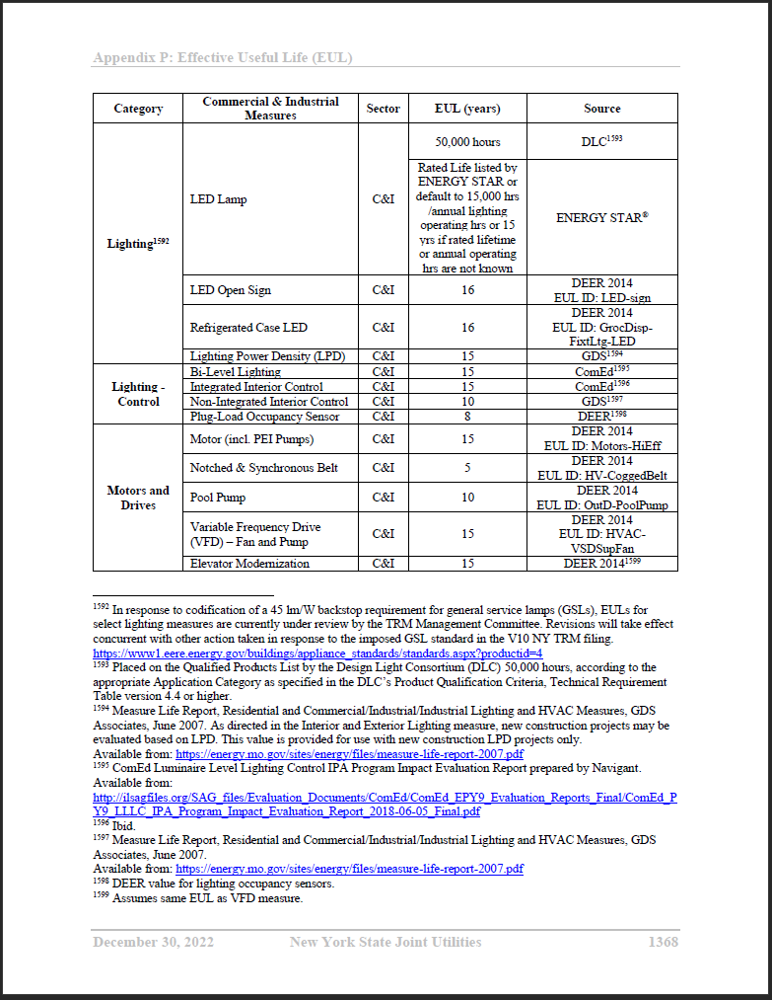 Appendix P: Effective Useful Life (EUL)
Category
Commercial & Industrial
Measures
Sector
EUL (years)
Source
Lighting1592
LED Lamp
C&I
50,000 hours
DLC1593
Rated Life listed by
ENERGY STAR or
default to 15,000 hrs
/annual lighting
operating hrs or 15
yrs if rated lifetime
or annual operating
hrs are not known
ENERGY STAR®
LED Open Sign
C&I
16
DEER 2014
EUL ID: LED-sign
Refrigerated Case LED
C&I
16
DEER 2014
EUL ID: GrocDisp-
FixtLtg-LED
Lighting Power Density (LPD)
C&I
15
GDS1594
Lighting -
Control
Bi-Level Lighting
C&I
15
ComEd1595
Integrated Interior Control
C&I
15
ComEd1596
Non-Integrated Interior Control
C&I
10
GDS1597
Plug-Load Occupancy Sensor
C&I
8
DEER1598
Motors and
Drives
Motor (incl. PEI Pumps)
C&I
15
DEER 2014
EUL ID: Motors-HiEff
Notched & Synchronous Belt
C&I
5
DEER 2014
EUL ID: HV-CoggedBelt
Pool Pump
C&I
10
DEER 2014
EUL ID: OutD-PoolPump
Variable Frequency Drive
(VFD) – Fan and Pump
C&I
15
DEER 2014
EUL ID: HVAC-
VSDSupFan
Elevator Modernization
C&I
15
DEER 20141599
1592 In response to codification of a 45 lm/W backstop requirement for general service lamps (GSLs), EULs for
select lighting measures are currently under review by the TRM Management Committee. Revisions will take effect
concurrent with other action taken in response to the imposed GSL standard in the V10 NY TRM filing.
https://www1.eere.energy.gov/buildings/appliance_standards/standards.aspx?productid=4
1593 Placed on the Qualified Products List by the Design Light Consortium (DLC) 50,000 hours, according to the
appropriate Application Category as specified in the DLC's Product Qualification Criteria, Technical Requirement
Table version 4.4 or higher.
1594 Measure Life Report, Residential and Commercial/Industrial/Industrial Lighting and HVAC Measures, GDS
Associates, June 2007. As directed in the Interior and Exterior Lighting measure, new construction projects may be
evaluated based on LPD. This value is provided for use with new construction LPD projects only.
Available from: https://energy.mo.gov/sites/energy/files/measure-life-report-2007.pdf
1595 ComEd Luminaire Level Lighting Control IPA Program Impact Evaluation Report prepared by Navigant.
Available from:
http://ilsagfiles.org/SAG_files/Evaluation_Documents/ComEd/ComEd_EPY9_Evaluation_Reports_Final/ComEd_P
Y9_LLLC_IPA_Program_Impact_Evaluation_Report_2018-06-05_Final.pdf
1596 Ibid.
1597 Measure Life Report, Residential and Commercial/Industrial/Industrial Lighting and HVAC Measures, GDS
Associates, June 2007.
Available from: https://energy.mo.gov/sites/energy/files/measure-life-report-2007.pdf
1598 DEER value for lighting occupancy sensors.
1599 Assumes same EUL as VFD measure.
December 30, 2022
New York State Joint Utilities
1368